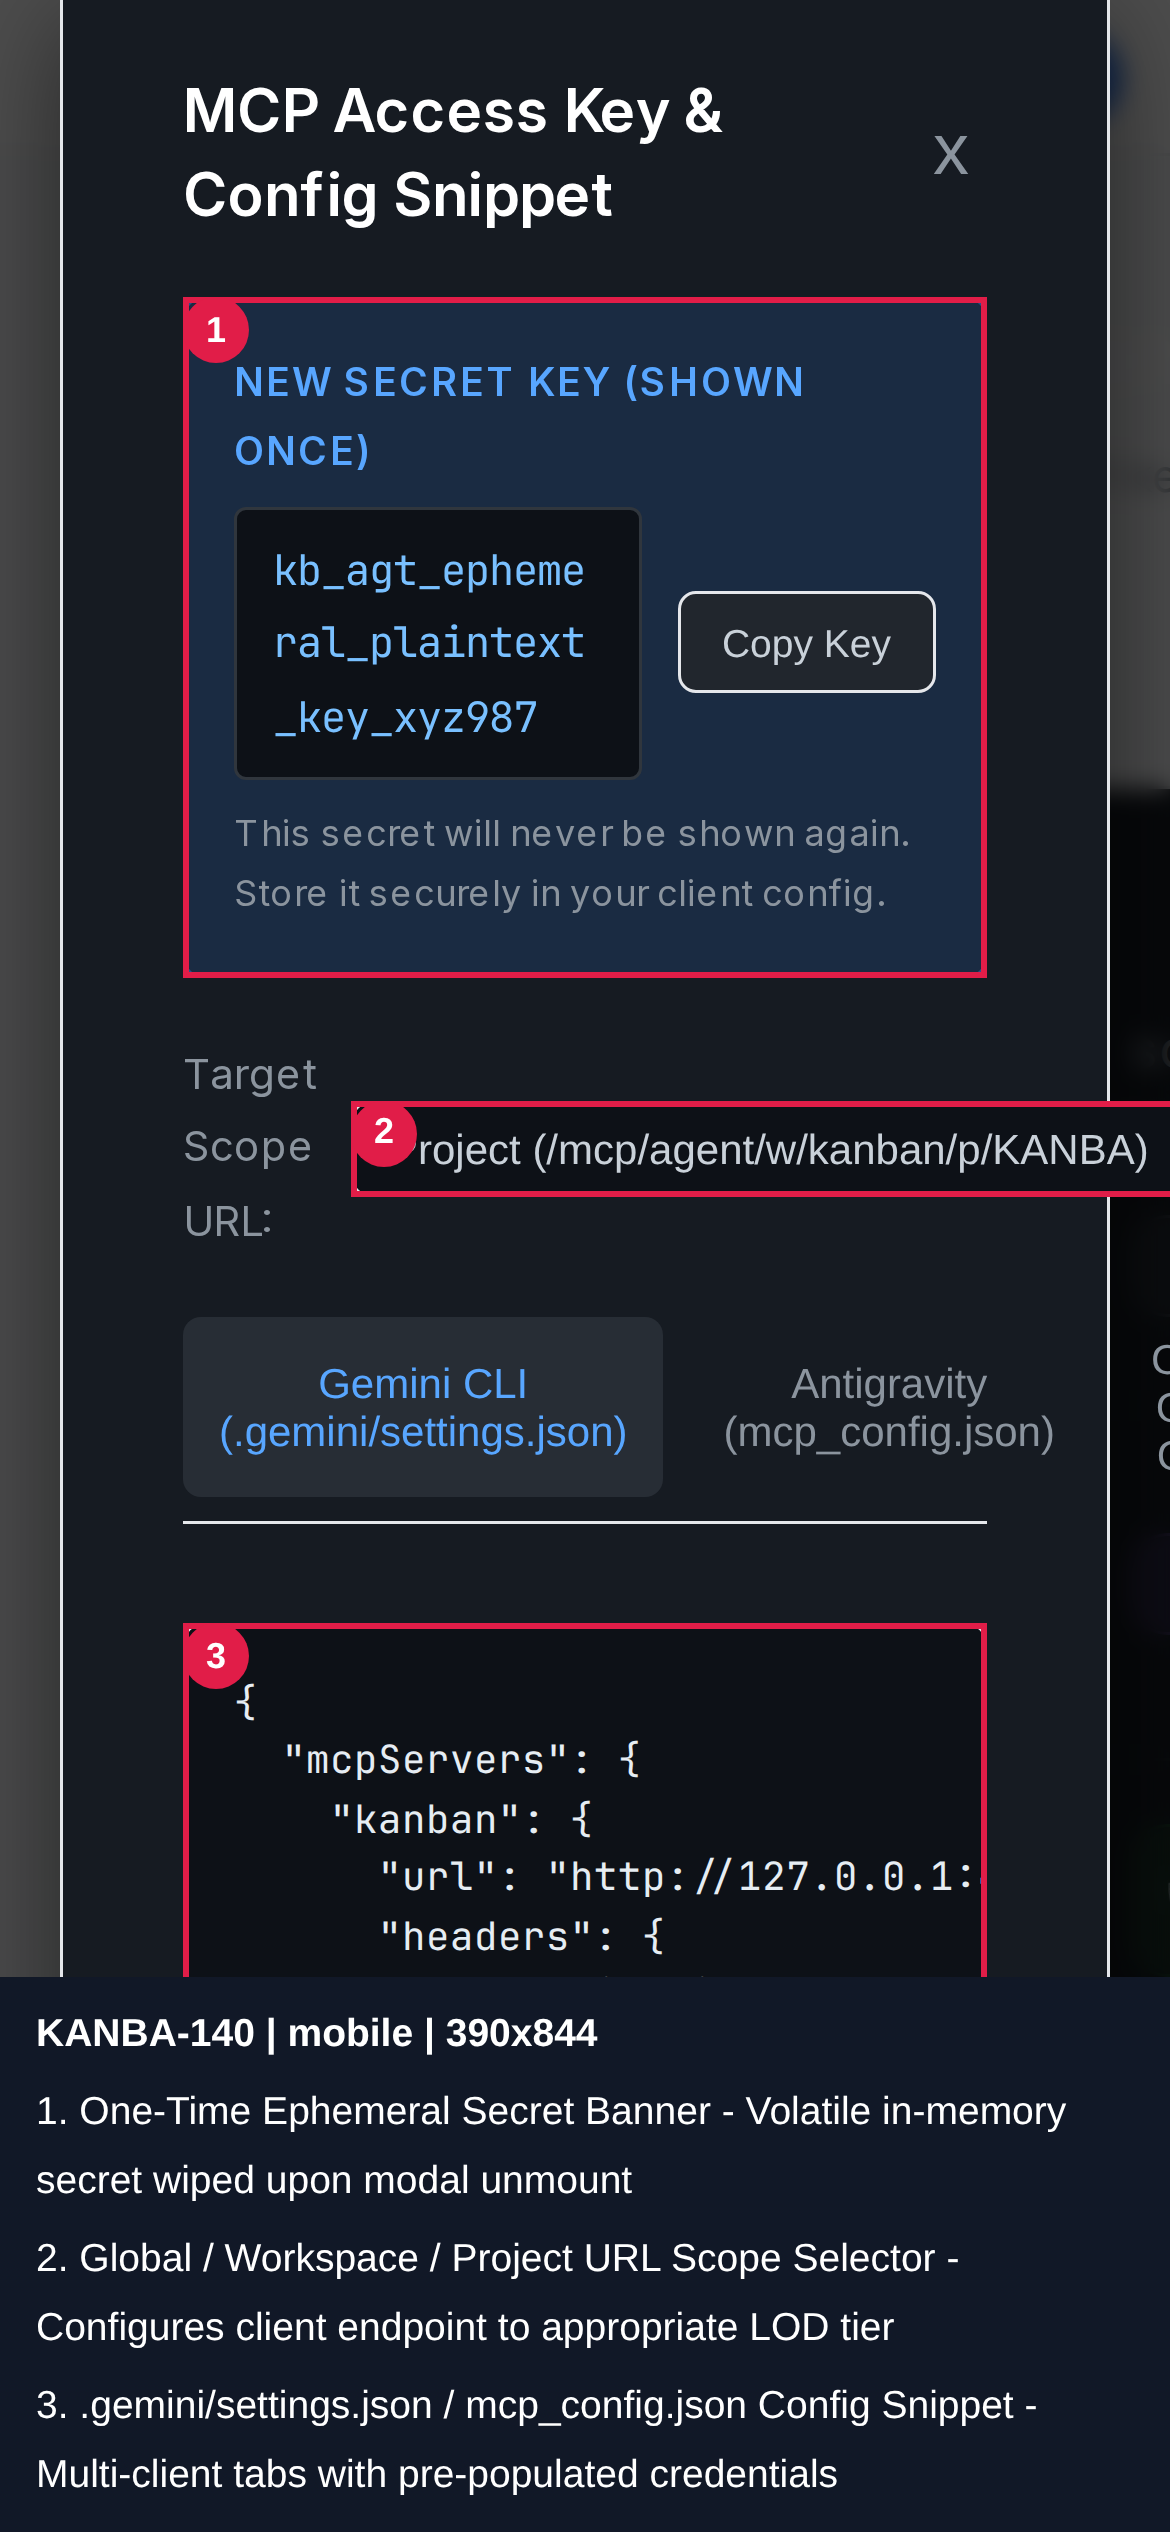 MCP Access Key &
Config Snippet
X
1
NEW SECRET KEY (SHOWN
ONCE)
kb_agt_epheme
ral_plaintext
_key_xyz987
Copy Key
This secret will never be shown again.
Store it securely in your client config.
Target
Scope
URL:
2
roject (/mcp/agent/w/kanban/p/KANBA)
Gemini CLI
(.gemini/settings.json)
Antigravity
(mcp_config.json)
3
{
"mcpServers": {
"kanban": {
"url": "http://127.0.0.1:
"headers": {
KANBA-140 | mobile | 390x844
1. One-Time Ephemeral Secret Banner - Volatile in-memory
secret wiped upon modal unmount
2. Global / Workspace / Project URL Scope Selector -
Configures client endpoint to appropriate LOD tier
3. .gemini/settings.json / mcp_config.json Config Snippet -
Multi-client tabs with pre-populated credentials